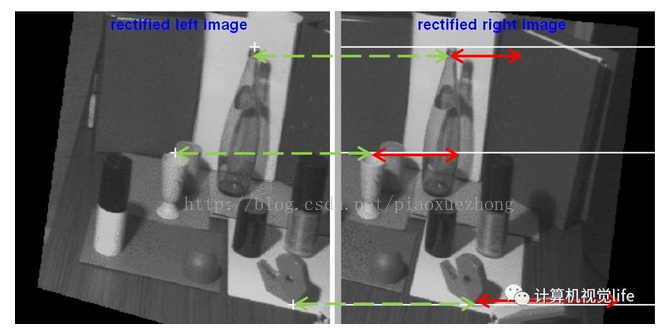 rectified left image
rectified right image
http://blog.csdn.net/piaoxuezhong
计算机视觉life